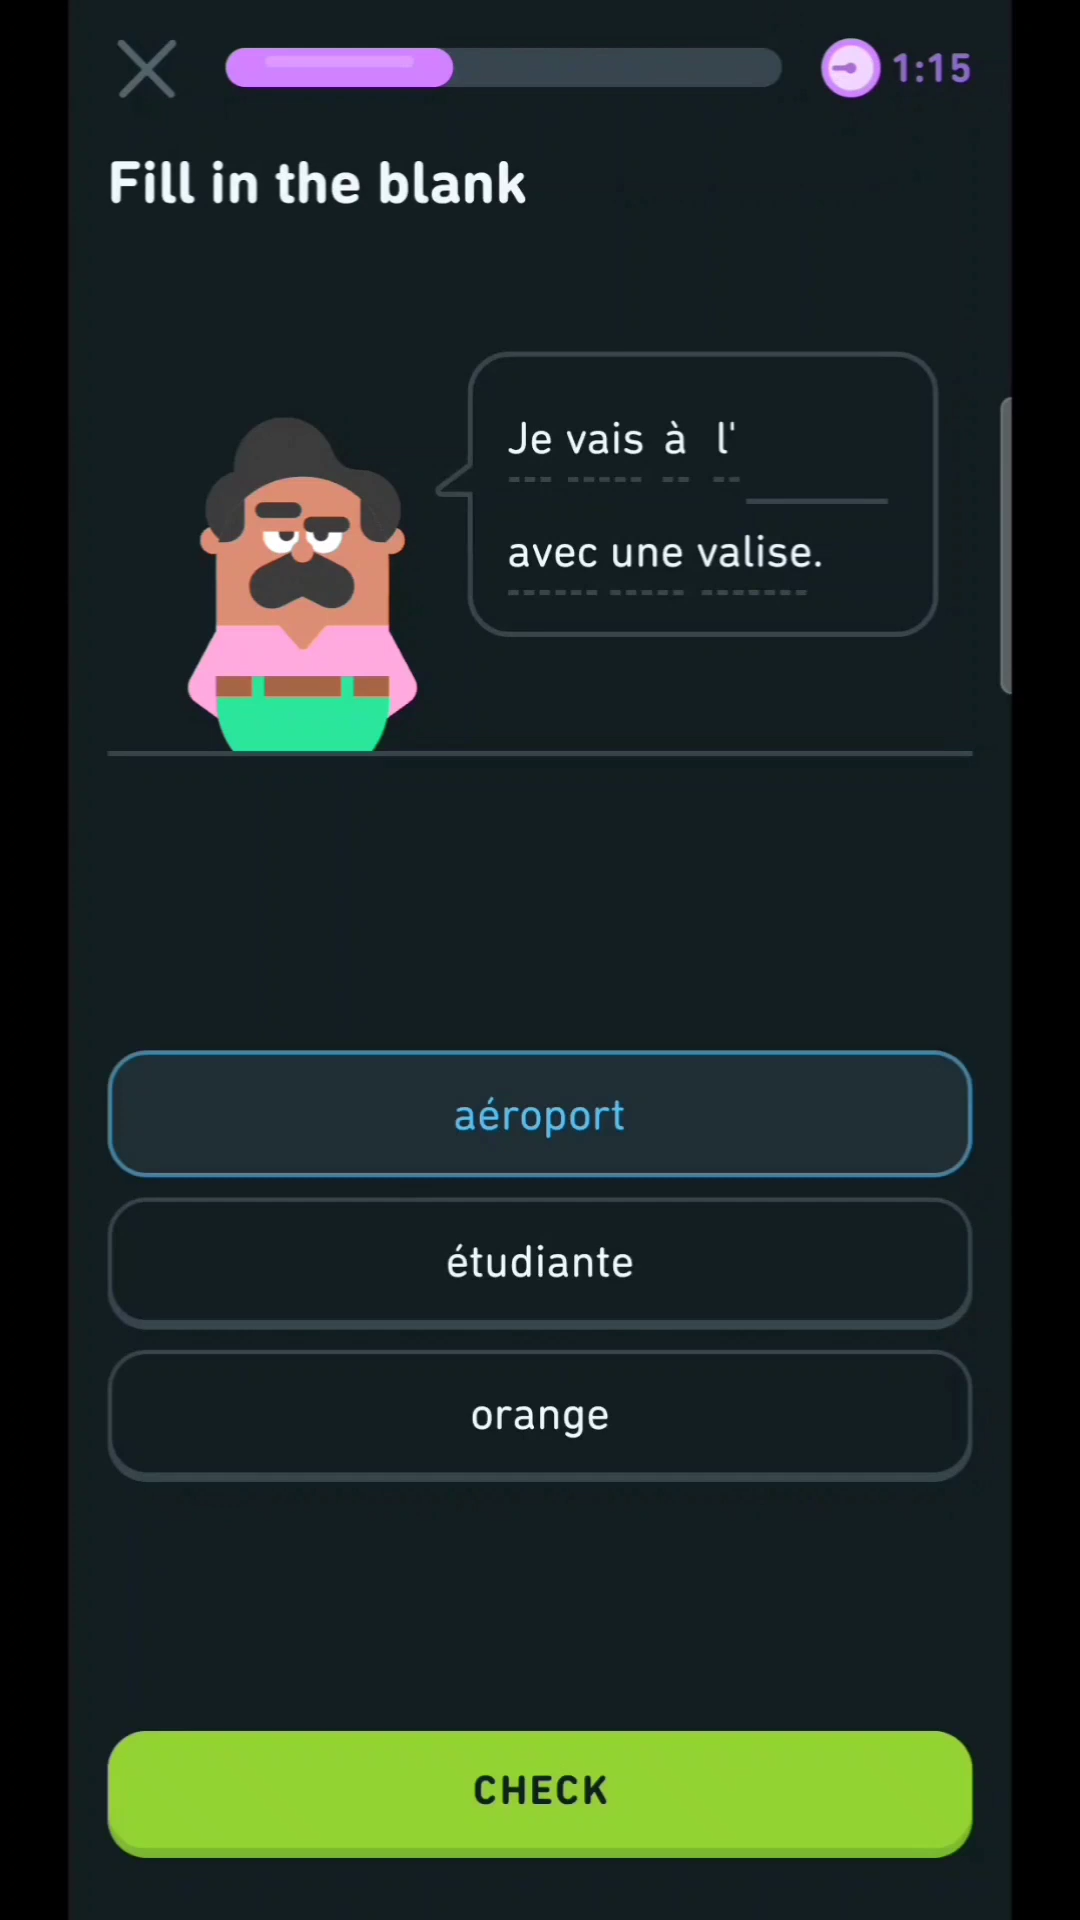 1:15
Fill in the blank
Je vais à l'
avec une valise.
aéroport
étudiante
orange
CHECK